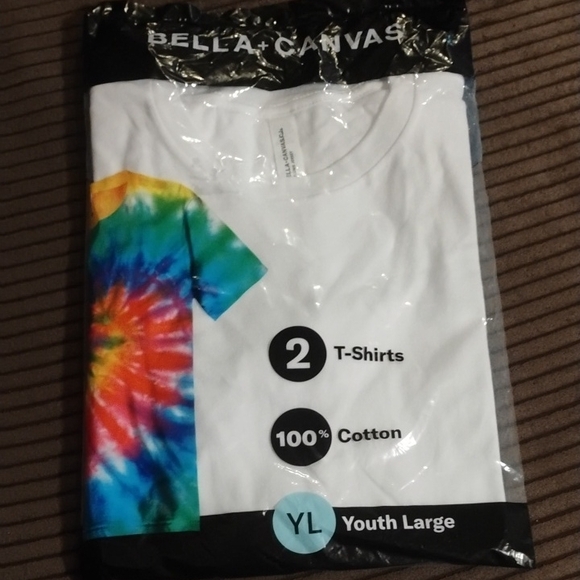 BELLA+CANVAS
2 T-Shirts
100% Cotton
YL Youth Large